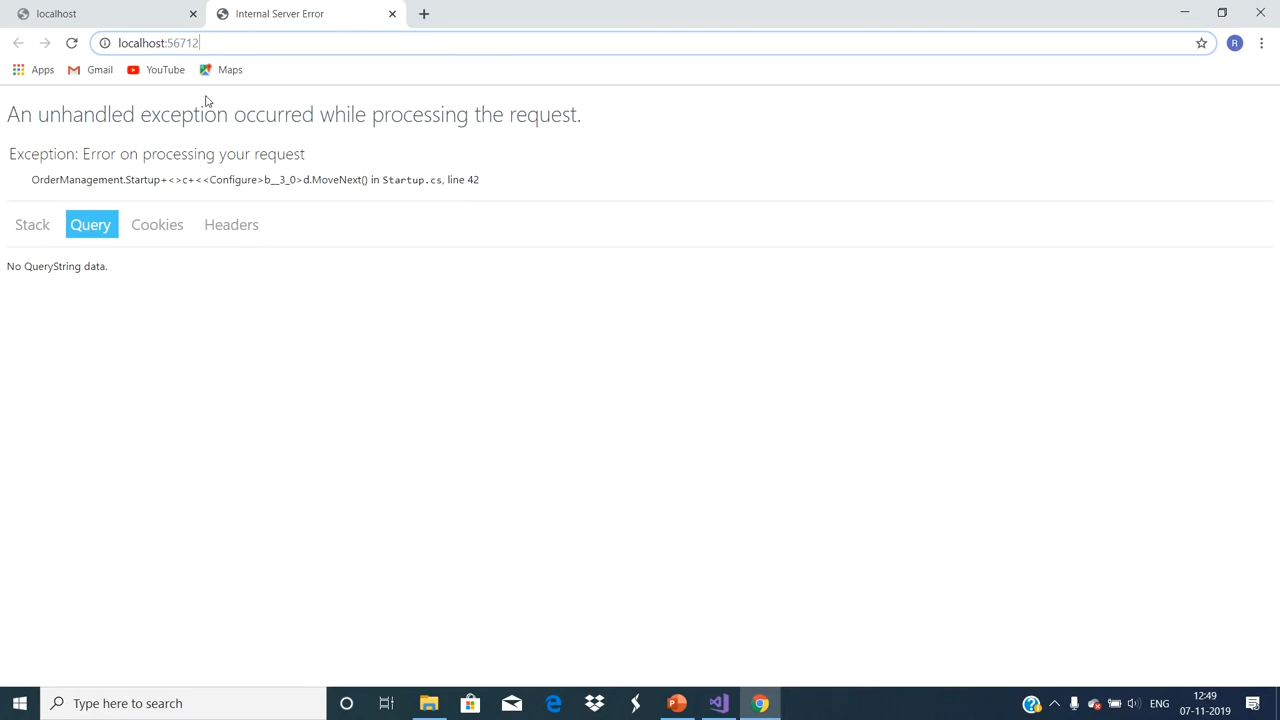 localhost
Internal Server Error
localhost:56712
Apps
Gmail
YouTube
Maps
R
An unhandled exception occurred while processing the request.
Exception: Error on processing your request
OrderManagement.Startup+<>c+<<Configure>b__3_0>d.MoveNext() in Startup.cs, line 42
Stack
Query
Cookies
Headers
No QueryString data.
Type here to search
ENG
12:49
07-11-2019